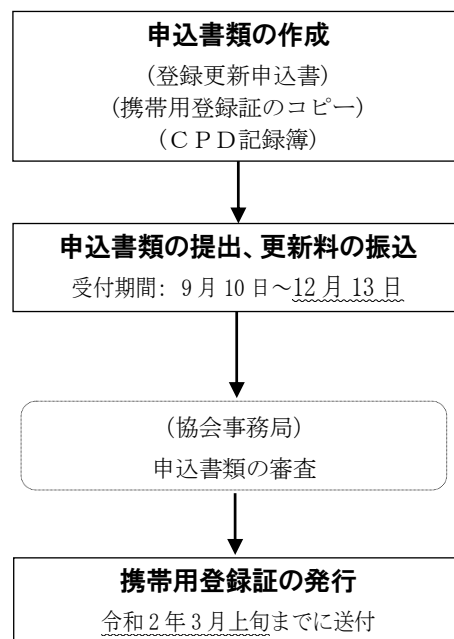 申込書類の作成
(登録更新申込書)
(携帯用登録証のコピー)
(ＣＰＤ記録簿)
申込書類の提出、更新料の振込
受付期間: 9月10日～12月13日
(協会事務局)
申込書類の審査
携帯用登録証の発行
令和2年3月上旬までに送付